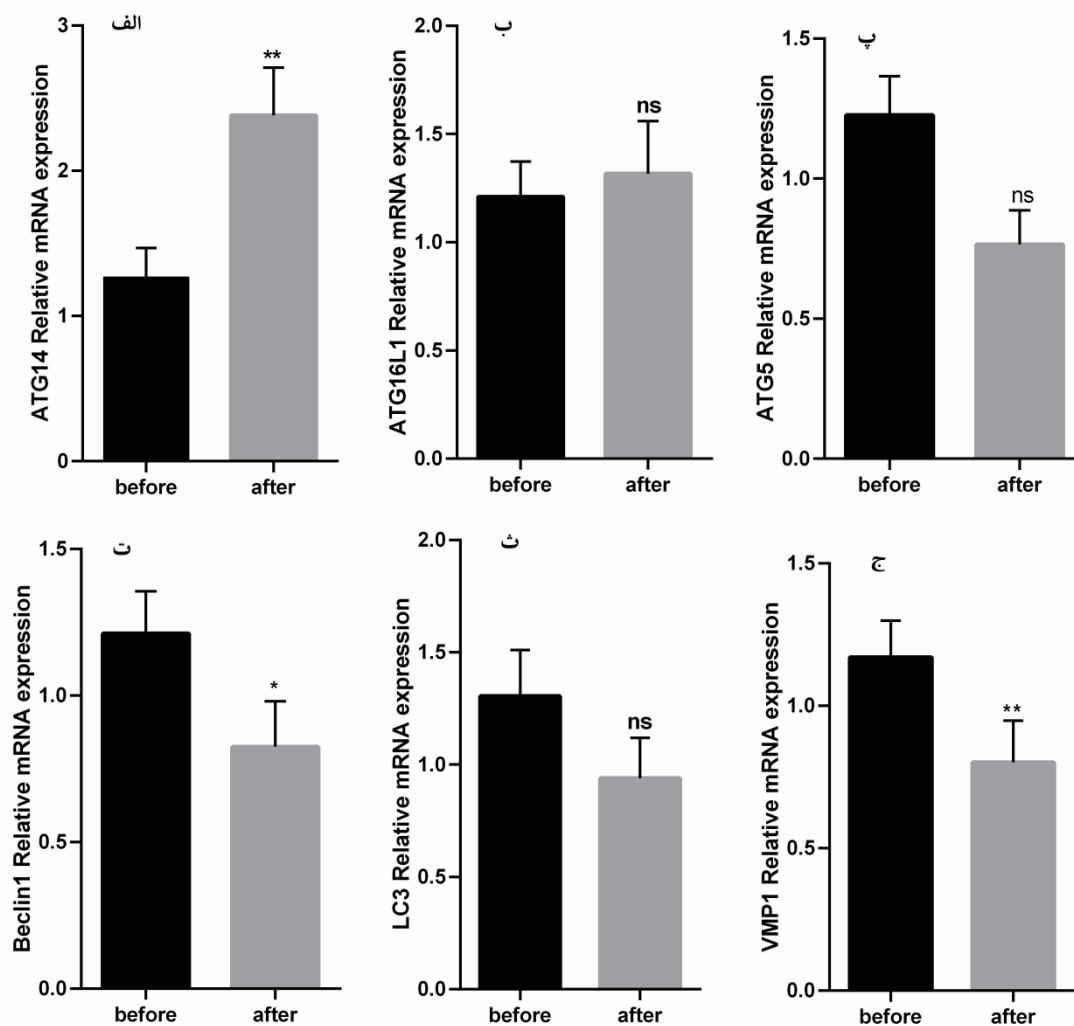 الف
ATG14 Relative mRNA expression
3
2
1
0
**
before after
ب
ATG16L1 Relative mRNA expression
2.0
1.5
1.0
0.5
0.0
ns
before after
پ
ATG5 Relative mRNA expression
1.5
1.0
0.5
0.0
ns
before after
ت
Beclin1 Relative mRNA expression
1.5
1.0
0.5
0.0
*
before after
ث
LC3 Relative mRNA expression
2.0
1.5
1.0
0.5
0.0
ns
before after
ج
VMP1 Relative mRNA expression
1.5
1.0
0.5
0.0
**
before after